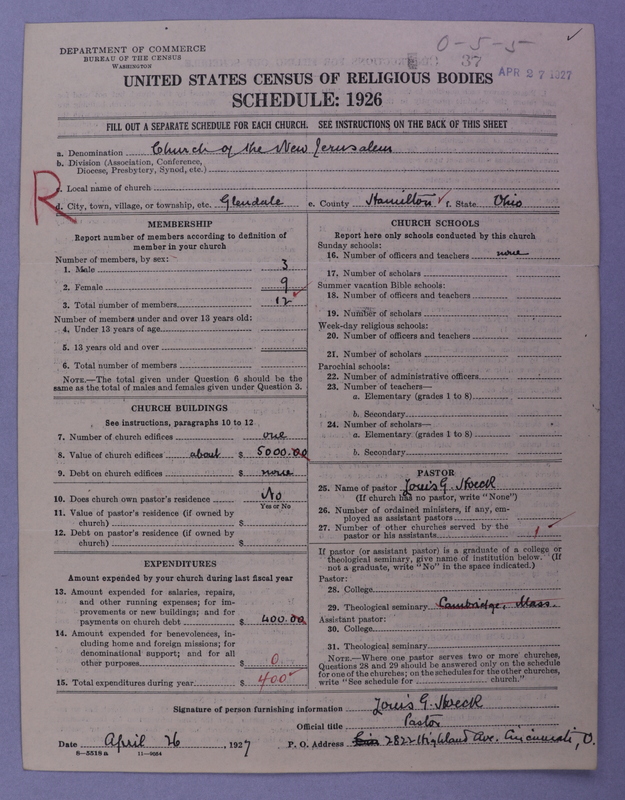 O-5-5
37
APR 27 1927
DEPARTMENT OF COMMERCE
BUREAU OF THE CENSUS
WASHINGTON
UNITED STATES CENSUS OF RELIGIOUS BODIES
SCHEDULE: 1926
FILL OUT A SEPARATE SCHEDULE FOR EACH CHURCH. SEE INSTRUCTIONS ON THE BACK OF THIS SHEET
a. Denomination Church of the New Jerusalem
b. Division (Association, Conference, Diocese, Presbytery, Synod, etc.)
R
c. Local name of church
d. City, town, village, or township, etc. Glendale e. County Hamilton f. State Ohio
MEMBERSHIP
Report number of members according to definition of
member in your church
Number of members, by sex:
1. Male 3
2. Female 9
3. Total number of members 12
Number of members under and over 13 years old:
4. Under 13 years of age
5. 13 years old and over
6. Total number of members
NOTE.—The total given under Question 6 should be the
same as the total of males and females given under Question 3.
CHURCH BUILDINGS
See instructions, paragraphs 10 to 12
7. Number of church edifices one
8. Value of church edifices about $ 5000.00
9. Debt on church edifices $ none
10. Does church own pastor's residence No
Yes or No
11. Value of pastor's residence (if owned by
church) $
12. Debt on pastor's residence (if owned by
church) $
EXPENDITURES
Amount expended by your church during last fiscal year
13. Amount expended for salaries, repairs,
and other running expenses; for im-
provements or new buildings; and for
payments on church debt $ 400.00
14. Amount expended for benevolences, in-
cluding home and foreign missions; for
denominational support; and for all
other purposes $ 0
15. Total expenditures during year $ 400
CHURCH SCHOOLS
Report here only schools conducted by this church
Sunday schools:
16. Number of officers and teachers none
17. Number of scholars
Summer vacation Bible schools:
18. Number of officers and teachers
19. Number of scholars
Week-day religious schools:
20. Number of officers and teachers
21. Number of scholars
Parochial schools:
22. Number of administrative officers
23. Number of teachers—
a. Elementary (grades 1 to 8)
b. Secondary
24. Number of scholars—
a. Elementary (grades 1 to 8)
b. Secondary
PASTOR
25. Name of pastor Louis G. Hoeck
(If church has no pastor, write "None")
26. Number of ordained ministers, if any, em-
ployed as assistant pastors
27. Number of other churches served by the
pastor or his assistants 1
If pastor (or assistant pastor) is a graduate of a college or
theological seminary, give name of institution below. (If
not a graduate, write "No" in the space indicated.)
Pastor:
28. College
29. Theological seminary Cambridge, Mass.
Assistant pastor:
30. College
31. Theological seminary
NOTE.—Where one pastor serves two or more churches,
Questions 28 and 29 should be answered only on the schedule
for one of the churches; on the schedules for the other churches,
write "See schedule for church."
Signature of person furnishing information Louis G. Hoeck
Official title Pastor
Date April 26, 1927 P. O. Address 2822 Highland Ave. Cincinnati, O.
8-5518a 11-9034